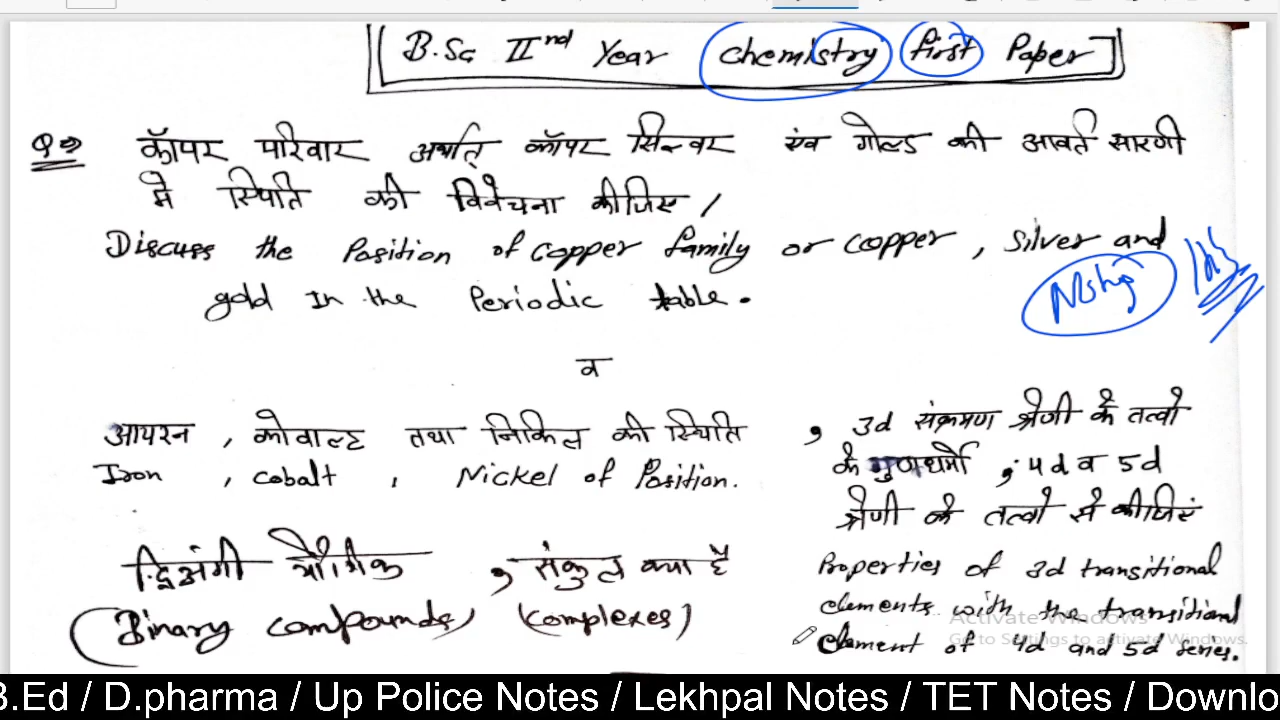 B.Sc IInd Year chemistry first Paper
Q⇒ कॉपर परिवार अर्थात् कॉपर सिल्वर एंव गोल्ड की आवर्त सारणी
मे स्थिति की विवेचना कीजिए /
Discuss the Position of copper family or copper, silver and
gold In the Periodic table.
व
आयरन , कोवाल्ट तथा निकिल की स्थिति
Iron , cobalt , Nickel of Position.
, 3d संक्रमण श्रेणी के तत्वो
के गुणधर्मो , 4d व 5d
श्रेणी के तत्वो से कीजिएं
Properties of 3d transitional
elements with the transitional
element of 4d and 5d series.
द्विअंगी यौगिक , संकुल क्या है
(Binary compounds) (complexes)
Activate Windows
Go to Settings to activate Windows.
B.Ed / D.pharma / Up Police Notes / Lekhpal Notes / TET Notes / Downlo